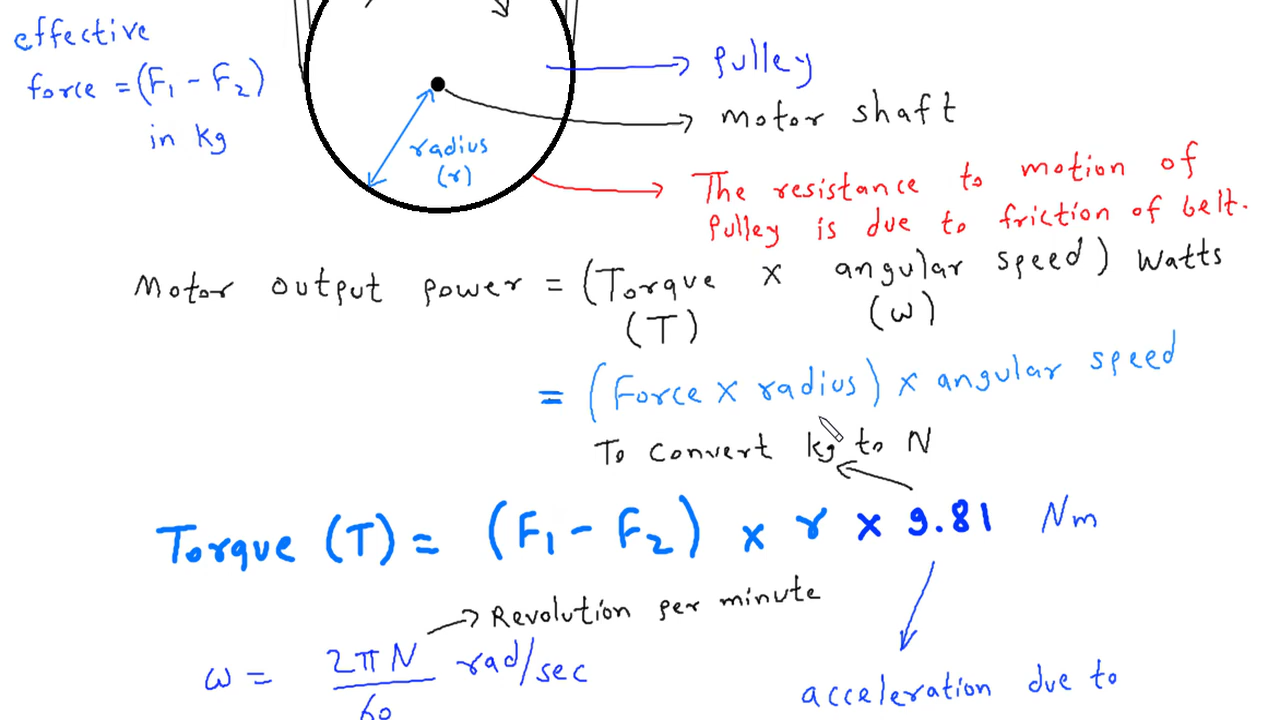 effective
force = (F₁ - F₂)
in kg
radius
(r)
Pulley
motor shaft
The resistance to motion of
Pulley is due to friction of belt.
Motor output power = (Torque x angular speed) Watts
(T) (ω)
= (Force x radius) x angular speed
To convert kg to N
Torque (T) = (F₁ - F₂) x r x 9.81 Nm
Revolution per minute
ω = 2πN rad/sec
60
acceleration due to